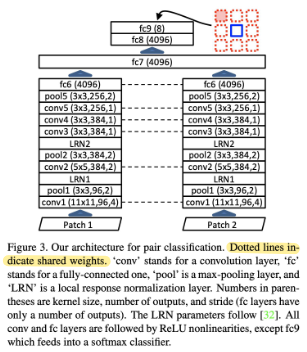 fc9 (8)
fc8 (4096)
fc7 (4096)
fc6 (4096)
pool5 (3x3,256,2)
conv5 (3x3,256,1)
conv4 (3x3,384,1)
conv3 (3x3,384,1)
LRN2
pool2 (3x3,384,2)
conv2 (5x5,384,2)
LRN1
pool1 (3x3,96,2)
conv1 (11x11,96,4)
Patch 1
fc6 (4096)
pool5 (3x3,256,2)
conv5 (3x3,256,1)
conv4 (3x3,384,1)
conv3 (3x3,384,1)
LRN2
pool2 (3x3,384,2)
conv2 (5x5,384,2)
LRN1
pool1 (3x3,96,2)
conv1 (11x11,96,4)
Patch 2
Figure 3. Our architecture for pair classification. Dotted lines in-
dicate shared weights. ‘conv’ stands for a convolution layer, ‘fc’
stands for a fully-connected one, ‘pool’ is a max-pooling layer, and
‘LRN’ is a local response normalization layer. Numbers in paren-
theses are kernel size, number of outputs, and stride (fc layers have
only a number of outputs). The LRN parameters follow [32]. All
conv and fc layers are followed by ReLU nonlinearities, except fc9
which feeds into a softmax classifier.